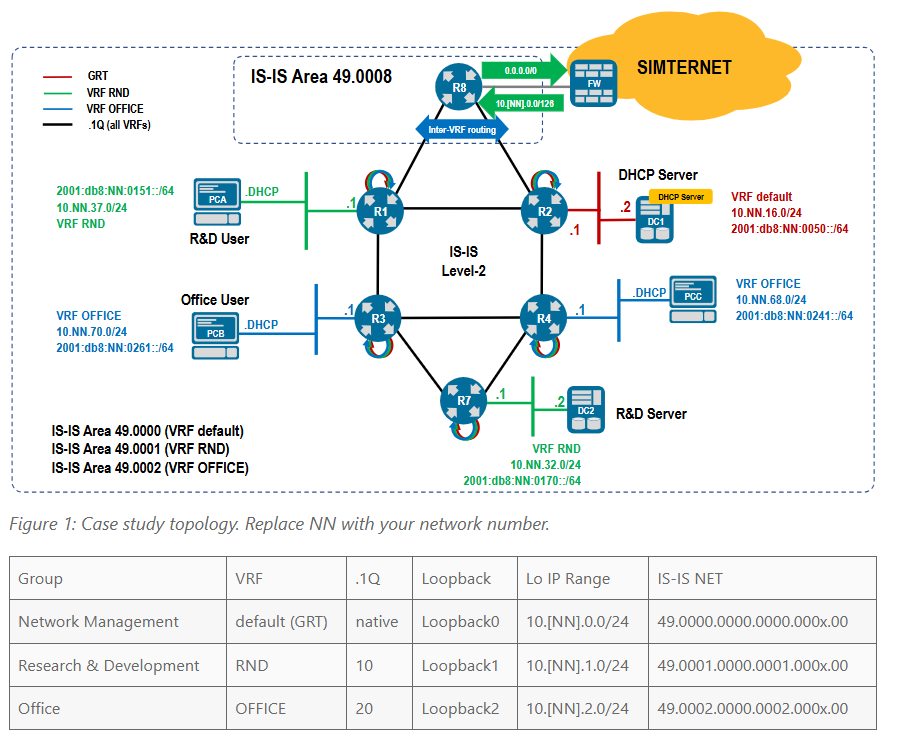 IS-IS Area 49.0008
SIMTERNET
GRT
VRF RND
VRF OFFICE
.1Q (all VRFs)
0.0.0.0/0
R8
FW
10.[NN].0.0/126
Inter-VRF routing
2001:db8:NN:0151::/64
10.NN.37.0/24
VRF RND
PCA
.DHCP
.1
R1
R&D User
R2
.1
DHCP Server
.2
DHCP Server
DC1
VRF default
10.NN.16.0/24
2001:db8:NN:0050::/64
IS-IS
Level-2
Office User
VRF OFFICE
10.NN.70.0/24
2001:db8:NN:0261::/64
PCB
.DHCP
.1
R3
R4
.1
.DHCP
PCC
VRF OFFICE
10.NN.68.0/24
2001:db8:NN:0241::/64
R7
.1
.2
DC2
R&D Server
VRF RND
10.NN.32.0/24
2001:db8:NN:0170::/64
IS-IS Area 49.0000 (VRF default)
IS-IS Area 49.0001 (VRF RND)
IS-IS Area 49.0002 (VRF OFFICE)
Figure 1: Case study topology. Replace NN with your network number.
Group VRF .1Q Loopback Lo IP Range IS-IS NET
Network Management default (GRT) native Loopback0 10.[NN].0.0/24 49.0000.0000.0000.000x.00
Research & Development RND 10 Loopback1 10.[NN].1.0/24 49.0001.0000.0001.000x.00
Office OFFICE 20 Loopback2 10.[NN].2.0/24 49.0002.0000.0002.000x.00